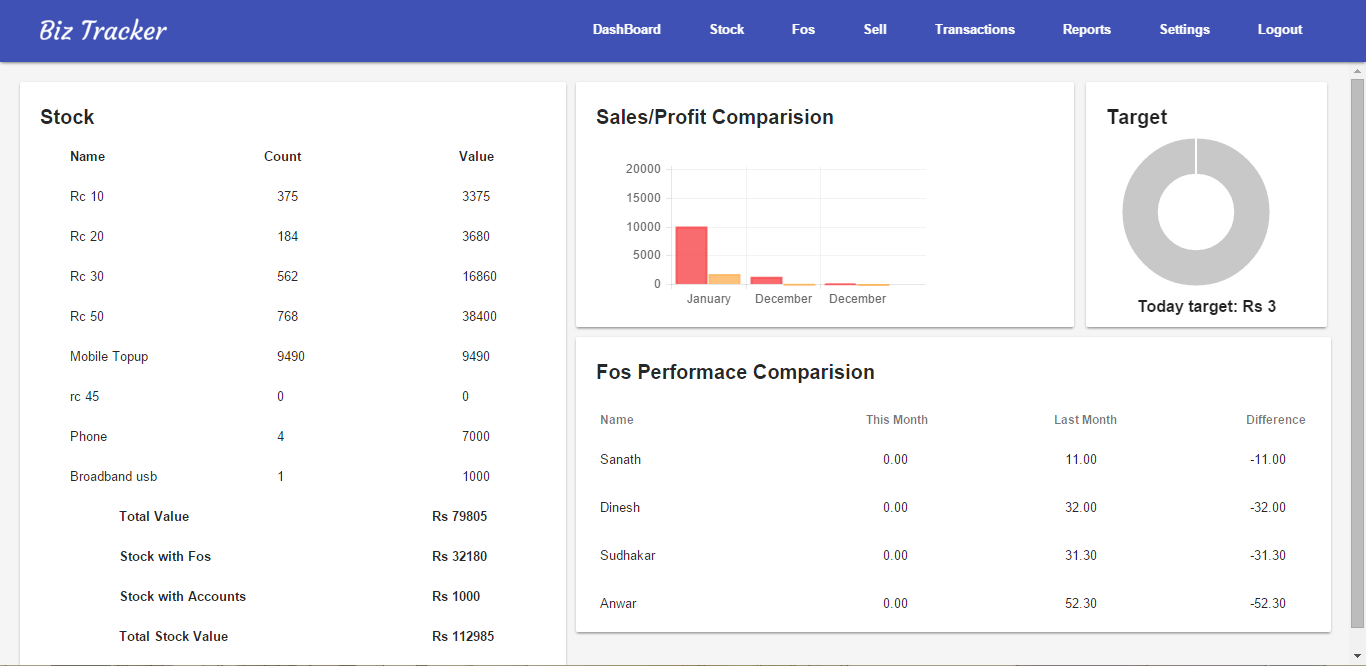 Biz Tracker
DashBoard Stock Fos Sell Transactions Reports Settings Logout
Stock
Name Count Value
Rc 10 375 3375
Rc 20 184 3680
Rc 30 562 16860
Rc 50 768 38400
Mobile Topup 9490 9490
rc 45 0 0
Phone 4 7000
Broadband usb 1 1000
Total Value Rs 79805
Stock with Fos Rs 32180
Stock with Accounts Rs 1000
Total Stock Value Rs 112985
Sales/Profit Comparision
20000
15000
10000
5000
0
January December December
Target
Today target: Rs 3
Fos Performace Comparision
Name This Month Last Month Difference
Sanath 0.00 11.00 -11.00
Dinesh 0.00 32.00 -32.00
Sudhakar 0.00 31.30 -31.30
Anwar 0.00 52.30 -52.30